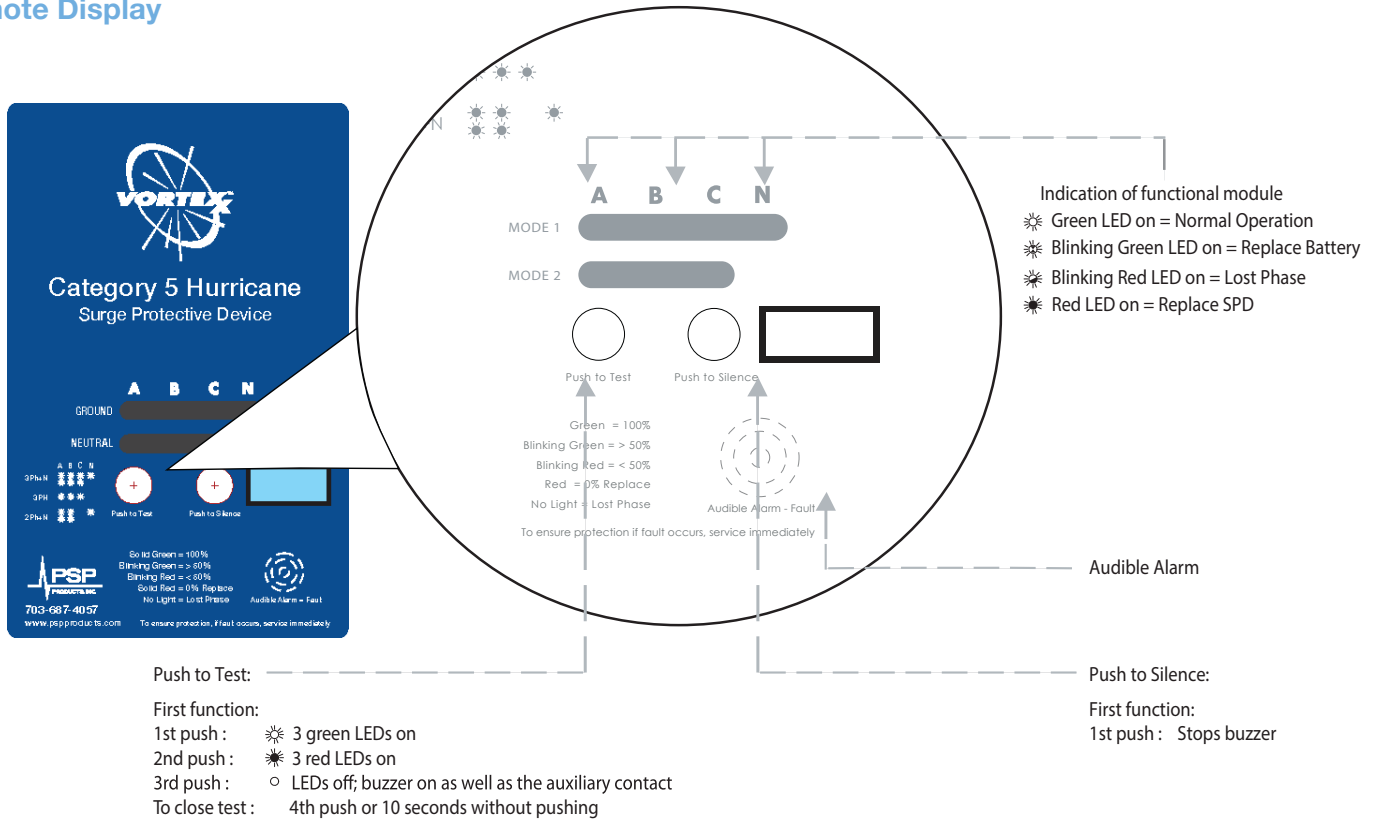 note Display
VORTEX
Category 5 Hurricane
Surge Protective Device
A B C N
GROUND
NEUTRAL
A B C N
3Ph+N
3PH
2Ph+N
Push to Test
Push to Silence
Solid Green = 100%
Blinking Green = > 50%
Blinking Red = < 50%
Solid Red = 0% Replace
No Light = Lost Phase
Audible Alarm = Fault
PSP
PRODUCTS INC
703-687-4057
www.pspproducts.com
To ensure protection, if fault occurs, service immediately
N
A B C N
MODE 1
MODE 2
Push to Test
Push to Silence
Green = 100%
Blinking Green = > 50%
Blinking Red = < 50%
Red = 0% Replace
No Light = Lost Phase
Audible Alarm - Fault
To ensure protection if fault occurs, service immediately
Indication of functional module
Green LED on = Normal Operation
Blinking Green LED on = Replace Battery
Blinking Red LED on = Lost Phase
Red LED on = Replace SPD
Audible Alarm
Push to Test:
First function:
1st push : 3 green LEDs on
2nd push : 3 red LEDs on
3rd push : LEDs off; buzzer on as well as the auxiliary contact
To close test : 4th push or 10 seconds without pushing
Push to Silence:
First function:
1st push : Stops buzzer